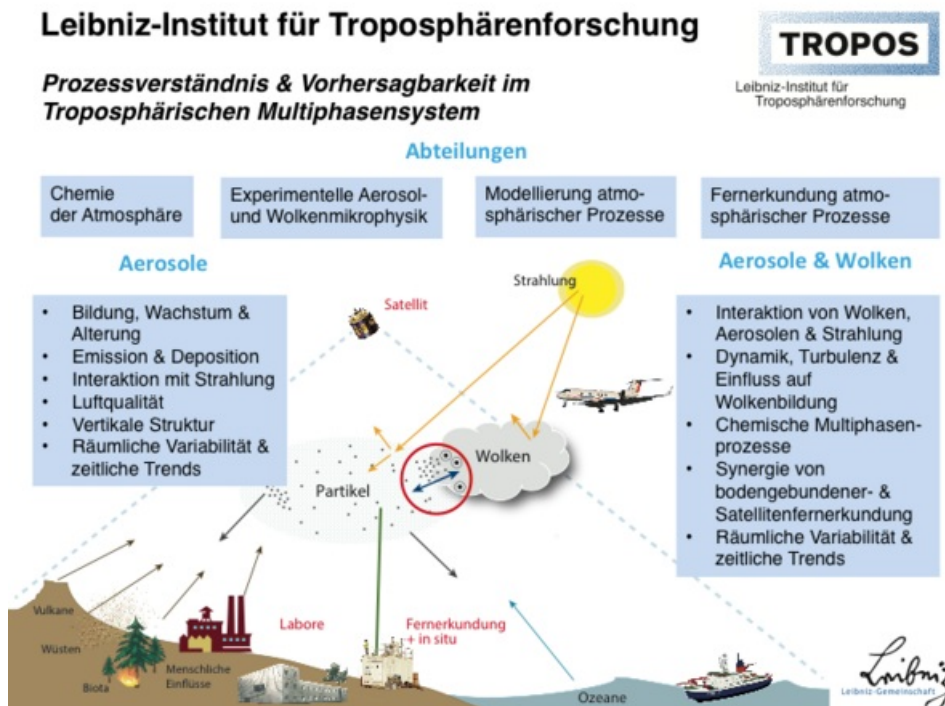 Leibniz-Institut für Troposphärenforschung
TROPOS
Leibniz-Institut für
Troposphärenforschung
Prozessverständnis & Vorhersagbarkeit im
Troposphärischen Multiphasensystem
Abteilungen
Chemie
der Atmosphäre
Experimentelle Aerosol-
und Wolkenmikrophysik
Modellierung atmo-
sphärischer Prozesse
Fernerkundung atmo-
sphärischer Prozesse
Aerosole
• Bildung, Wachstum &
Alterung
• Emission & Deposition
• Interaktion mit Strahlung
• Luftqualität
• Vertikale Struktur
• Räumliche Variabilität &
zeitliche Trends
Satellit
Strahlung
Partikel
Wolken
Aerosole & Wolken
• Interaktion von Wolken,
Aerosolen & Strahlung
• Dynamik, Turbulenz &
Einfluss auf
Wolkenbildung
• Chemische Multiphasen-
prozesse
• Synergie von
bodengebundener- &
Satellitenfernerkundung
• Räumliche Variabilität &
zeitliche Trends
Vulkane
Wüsten
Biota
Menschliche
Einflüsse
Labore
Fernerkundung
+ in situ
Ozeane
Leibniz
Leibniz-Gemeinschaft